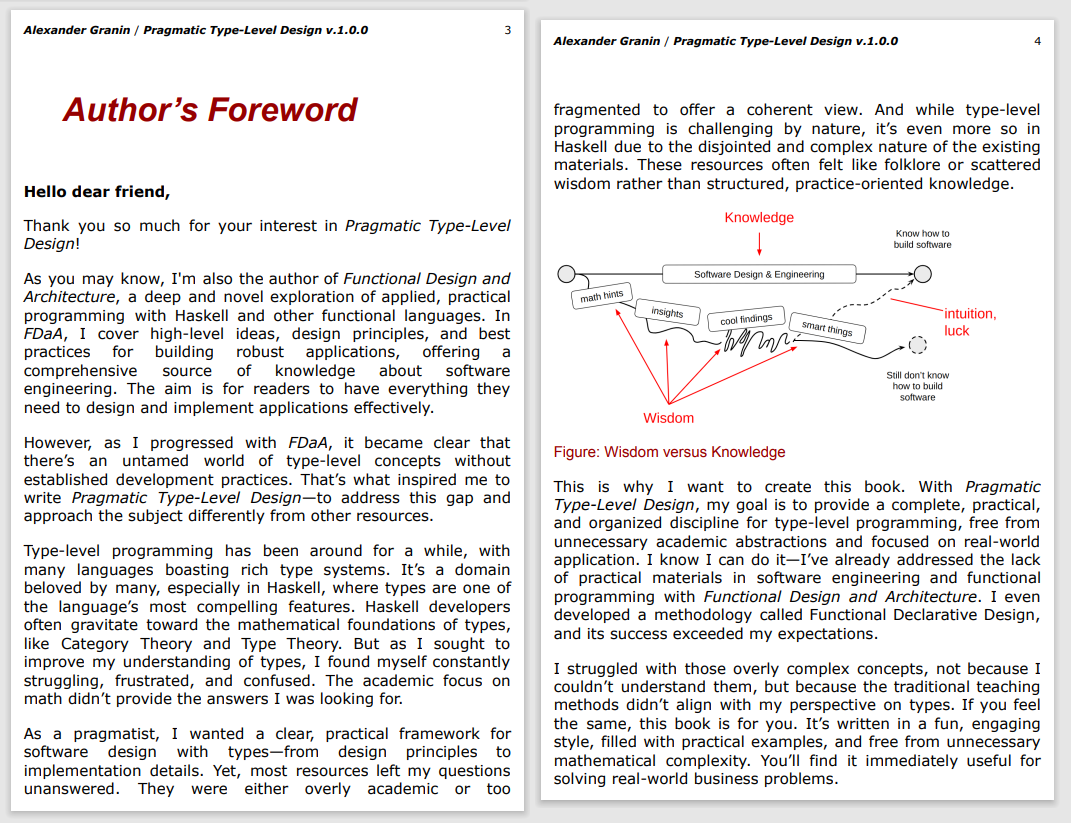 Alexander Granin / Pragmatic Type-Level Design v.1.0.0 3
Author’s Foreword
Hello dear friend,
Thank you so much for your interest in Pragmatic Type-Level
Design!
As you may know, I'm also the author of Functional Design and
Architecture, a deep and novel exploration of applied, practical
programming with Haskell and other functional languages. In
FDaA, I cover high-level ideas, design principles, and best
practices for building robust applications, offering a
comprehensive source of knowledge about software
engineering. The aim is for readers to have everything they
need to design and implement applications effectively.
However, as I progressed with FDaA, it became clear that
there’s an untamed world of type-level concepts without
established development practices. That’s what inspired me to
write Pragmatic Type-Level Design—to address this gap and
approach the subject differently from other resources.
Type-level programming has been around for a while, with
many languages boasting rich type systems. It’s a domain
beloved by many, especially in Haskell, where types are one of
the language’s most compelling features. Haskell developers
often gravitate toward the mathematical foundations of types,
like Category Theory and Type Theory. But as I sought to
improve my understanding of types, I found myself constantly
struggling, frustrated, and confused. The academic focus on
math didn’t provide the answers I was looking for.
As a pragmatist, I wanted a clear, practical framework for
software design with types—from design principles to
implementation details. Yet, most resources left my questions
unanswered. They were either overly academic or too
Alexander Granin / Pragmatic Type-Level Design v.1.0.0 4
fragmented to offer a coherent view. And while type-level
programming is challenging by nature, it’s even more so in
Haskell due to the disjointed and complex nature of the existing
materials. These resources often felt like folklore or scattered
wisdom rather than structured, practice-oriented knowledge.
Knowledge
Know how to
build software
Software Design & Engineering
math hints
insights
cool findings
smart things
intuition,
luck
Still don’t know
how to build
software
Wisdom
Figure: Wisdom versus Knowledge
This is why I want to create this book. With Pragmatic
Type-Level Design, my goal is to provide a complete, practical,
and organized discipline for type-level programming, free from
unnecessary academic abstractions and focused on real-world
application. I know I can do it—I’ve already addressed the lack
of practical materials in software engineering and functional
programming with Functional Design and Architecture. I even
developed a methodology called Functional Declarative Design,
and its success exceeded my expectations.
I struggled with those overly complex concepts, not because I
couldn’t understand them, but because the traditional teaching
methods didn’t align with my perspective on types. If you feel
the same, this book is for you. It’s written in a fun, engaging
style, filled with practical examples, and free from unnecessary
mathematical complexity. You’ll find it immediately useful for
solving real-world business problems.